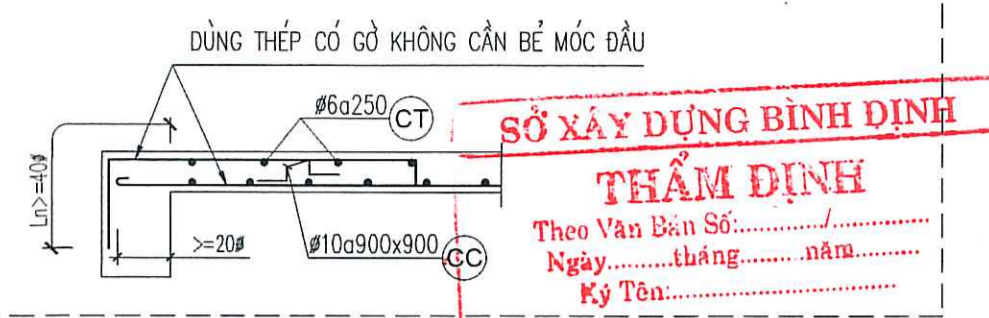 DÙNG THÉP CÓ GỜ KHÔNG CẦN BẺ MÓC ĐẦU
Ø6a250 CT
Ln>=40Ø
>=20Ø
Ø10a900x900 CC
SỞ XÂY DỰNG BÌNH ĐỊNH
THẨM ĐỊNH
Theo Văn Bản Số:............./..............
Ngày.........tháng.........năm..........
Ký Tên:.................................